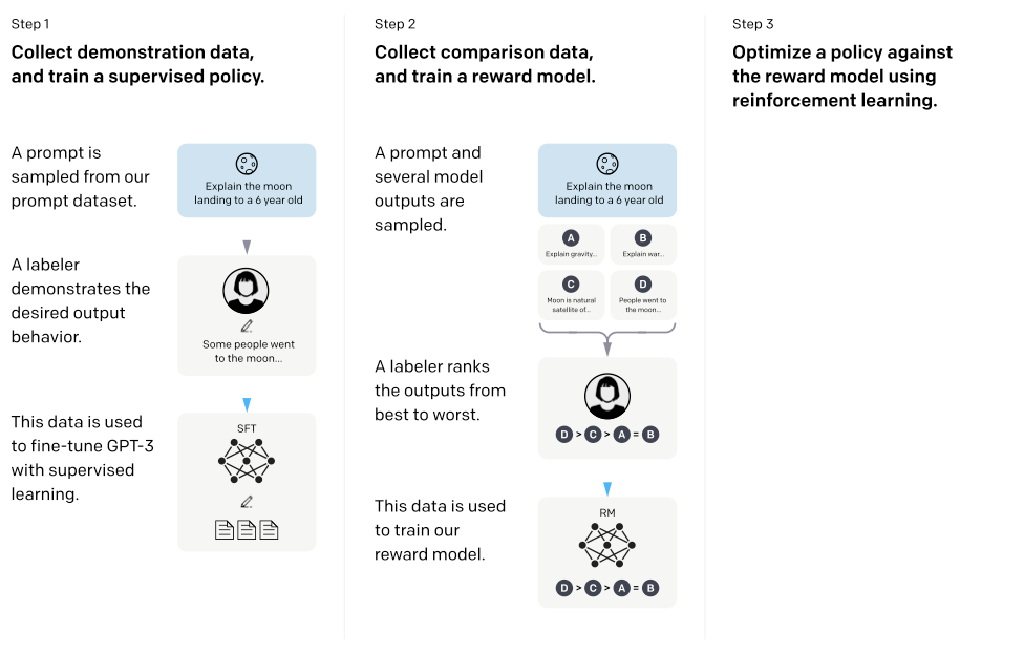 Step 1
Collect demonstration data,
and train a supervised policy.
A prompt is
sampled from our
prompt dataset.
Explain the moon
landing to a 6 year old
A labeler
demonstrates the
desired output
behavior.
Some people went
to the moon...
This data is used
to fine-tune GPT-3
with supervised
learning.
SFT
Step 2
Collect comparison data,
and train a reward model.
A prompt and
several model
outputs are
sampled.
Explain the moon
landing to a 6 year old
A
Explain gravity...
B
Explain war...
C
Moon is natural
satellite of...
D
People went to
the moon...
A labeler ranks
the outputs from
best to worst.
D > C > A = B
This data is used
to train our
reward model.
RM
D > C > A = B
Step 3
Optimize a policy against
the reward model using
reinforcement learning.